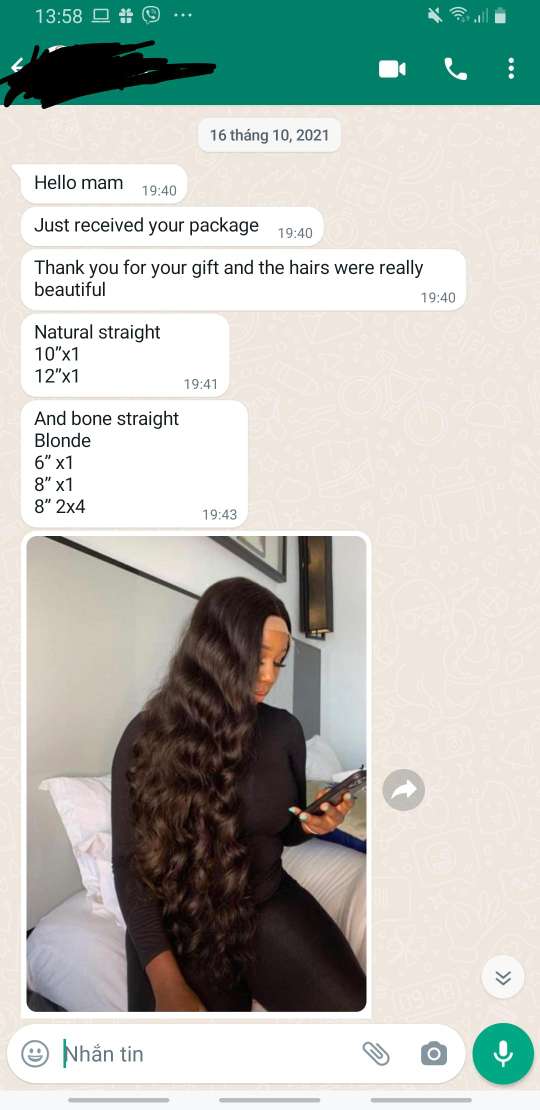 13:58
16 tháng 10, 2021
Hello mam 19:40
Just received your package 19:40
Thank you for your gift and the hairs were really
beautiful 19:40
Natural straight
10”x1
12”x1 19:41
And bone straight
Blonde
6” x1
8” x1
8” 2x4 19:43
Nhắn tin